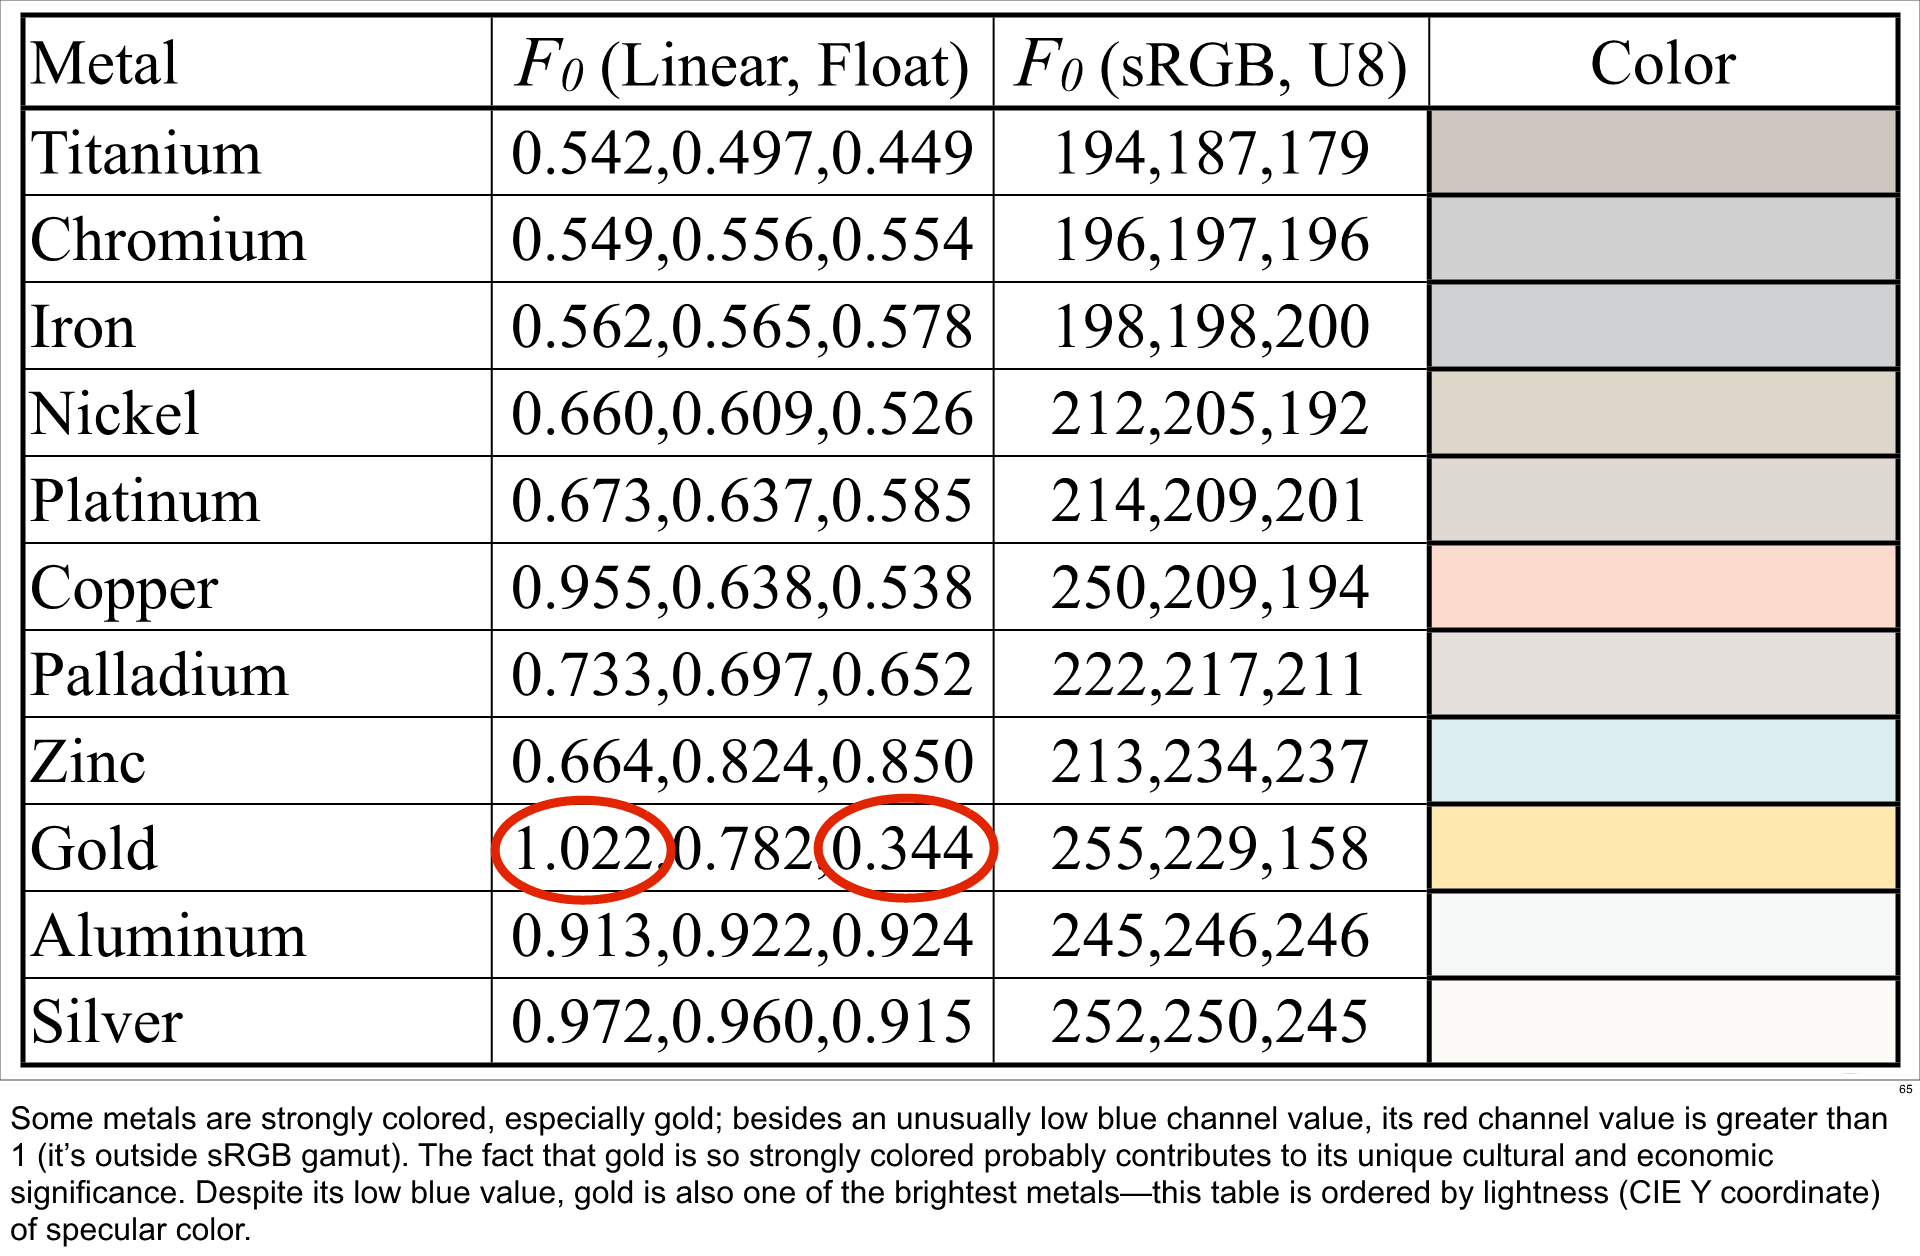 Metal F0 (Linear, Float) F0 (sRGB, U8) Color
Titanium 0.542,0.497,0.449 194,187,179
Chromium 0.549,0.556,0.554 196,197,196
Iron 0.562,0.565,0.578 198,198,200
Nickel 0.660,0.609,0.526 212,205,192
Platinum 0.673,0.637,0.585 214,209,201
Copper 0.955,0.638,0.538 250,209,194
Palladium 0.733,0.697,0.652 222,217,211
Zinc 0.664,0.824,0.850 213,234,237
Gold 1.022,0.782,0.344 255,229,158
Aluminum 0.913,0.922,0.924 245,246,246
Silver 0.972,0.960,0.915 252,250,245
65
Some metals are strongly colored, especially gold; besides an unusually low blue channel value, its red channel value is greater than
1 (it’s outside sRGB gamut). The fact that gold is so strongly colored probably contributes to its unique cultural and economic
significance. Despite its low blue value, gold is also one of the brightest metals—this table is ordered by lightness (CIE Y coordinate)
of specular color.